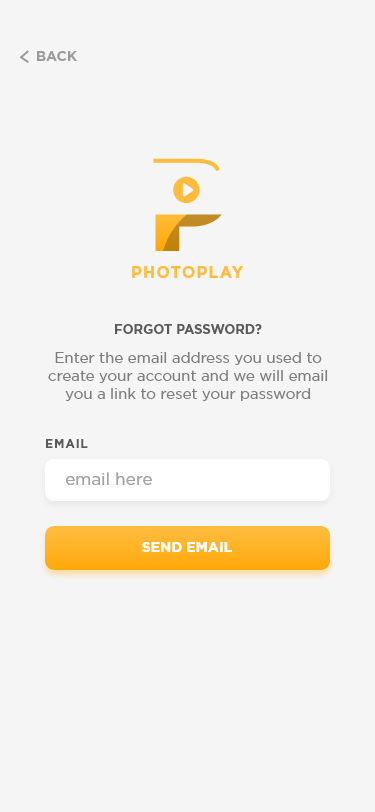 BACK
PHOTOPLAY
FORGOT PASSWORD?
Enter the email address you used to
create your account and we will email
you a link to reset your password
EMAIL
email here
SEND EMAIL